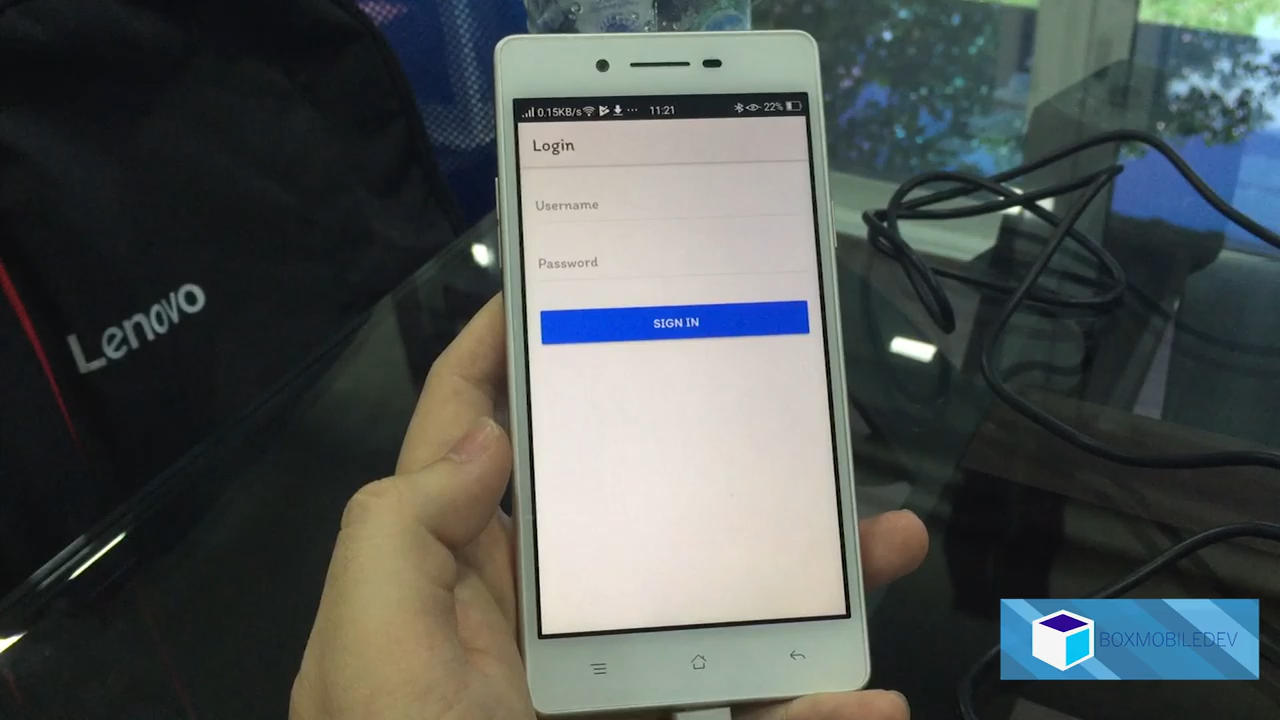 0.15KB/s ... 11:21 22%
Login
Username
Password
SIGN IN
Lenovo
BOXMOBILEDEV